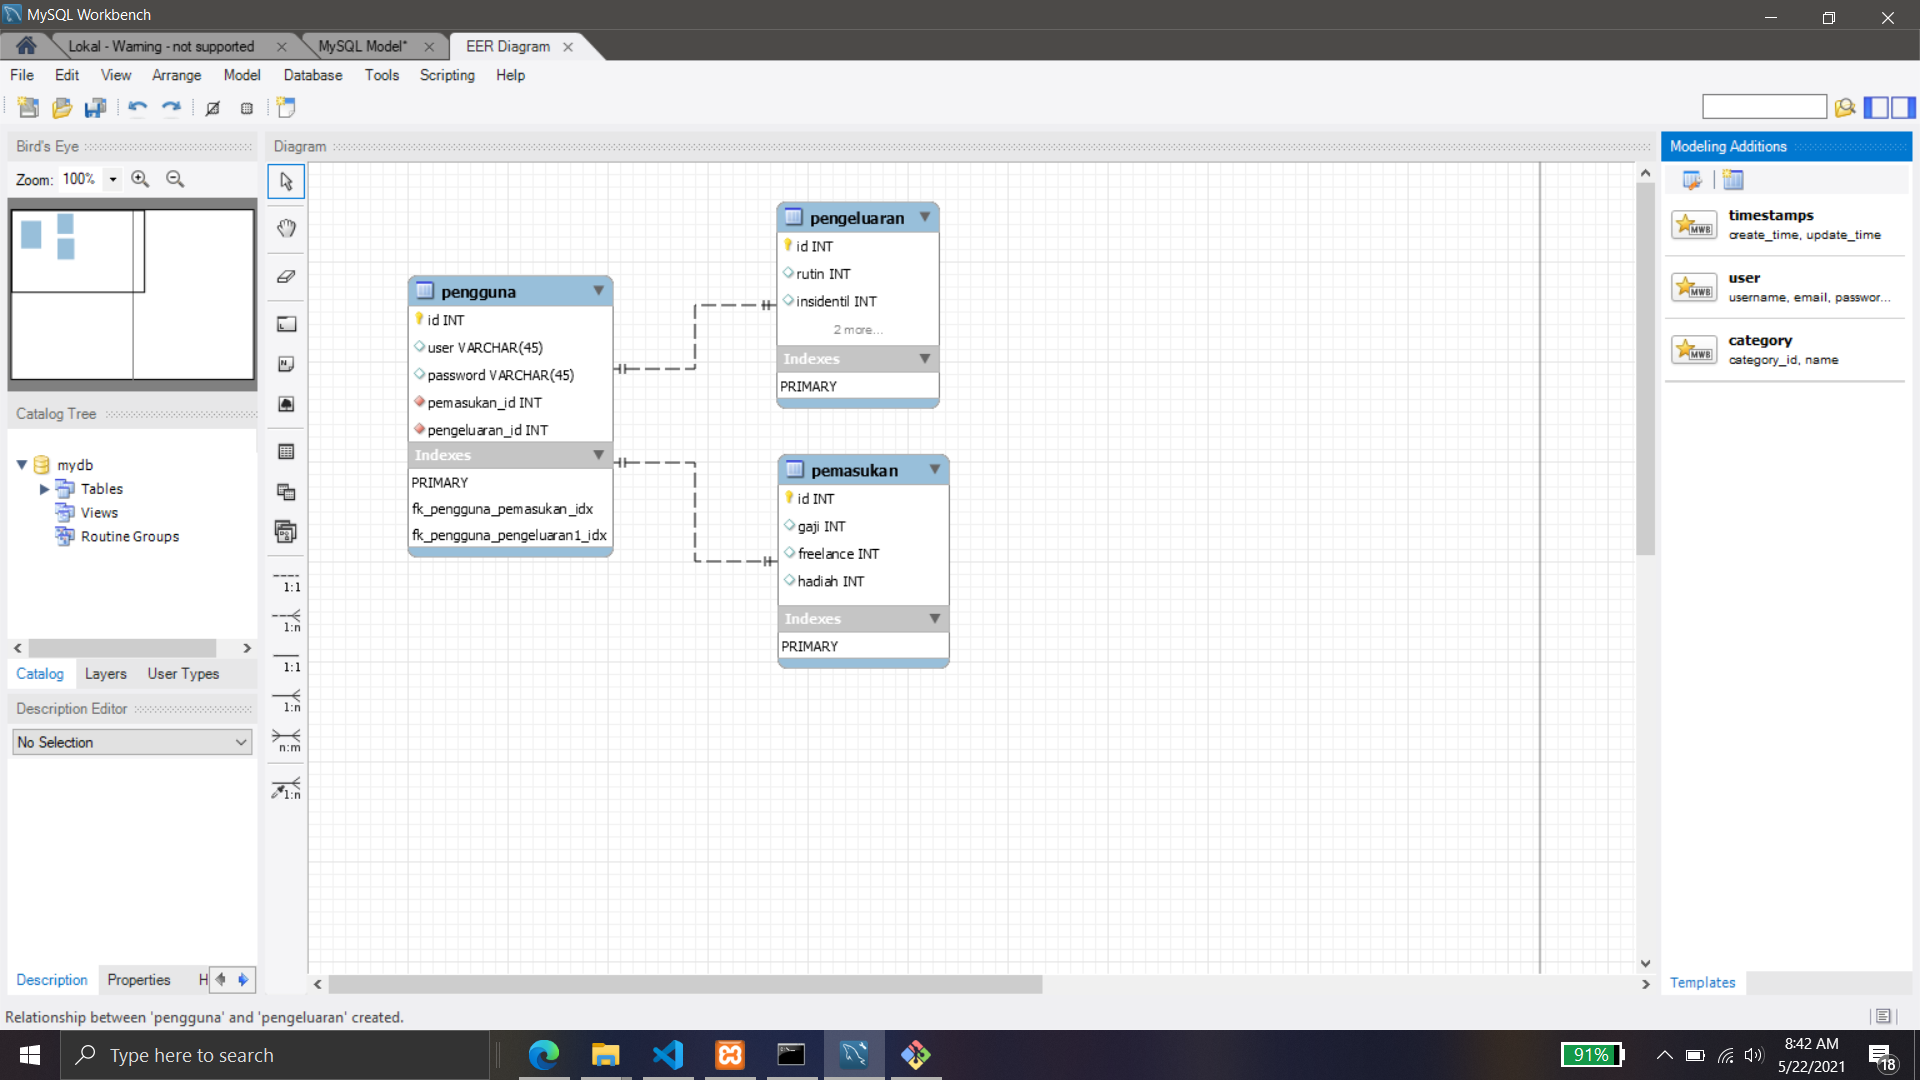 MySQL Workbench
Lokal - Warning - not supported
MySQL Model*
EER Diagram
File Edit View Arrange Model Database Tools Scripting Help
Bird's Eye
Zoom: 100%
Catalog Tree
mydb
Tables
Views
Routine Groups
Catalog Layers User Types
Description Editor
No Selection
Description Properties H
Diagram
1:1
1:n
1:1
1:n
n:m
1:n
pengguna
id INT
user VARCHAR(45)
password VARCHAR(45)
pemasukan_id INT
pengeluaran_id INT
Indexes
PRIMARY
fk_pengguna_pemasukan_idx
fk_pengguna_pengeluaran1_idx
pengeluaran
id INT
rutin INT
insidentil INT
2 more...
Indexes
PRIMARY
pemasukan
id INT
gaji INT
freelance INT
hadiah INT
Indexes
PRIMARY
Modeling Additions
MWB
timestamps
create_time, update_time
MWB
user
username, email, passwor...
MWB
category
category_id, name
Templates
Relationship between 'pengguna' and 'pengeluaran' created.
Type here to search
91%
8:42 AM
5/22/2021
18